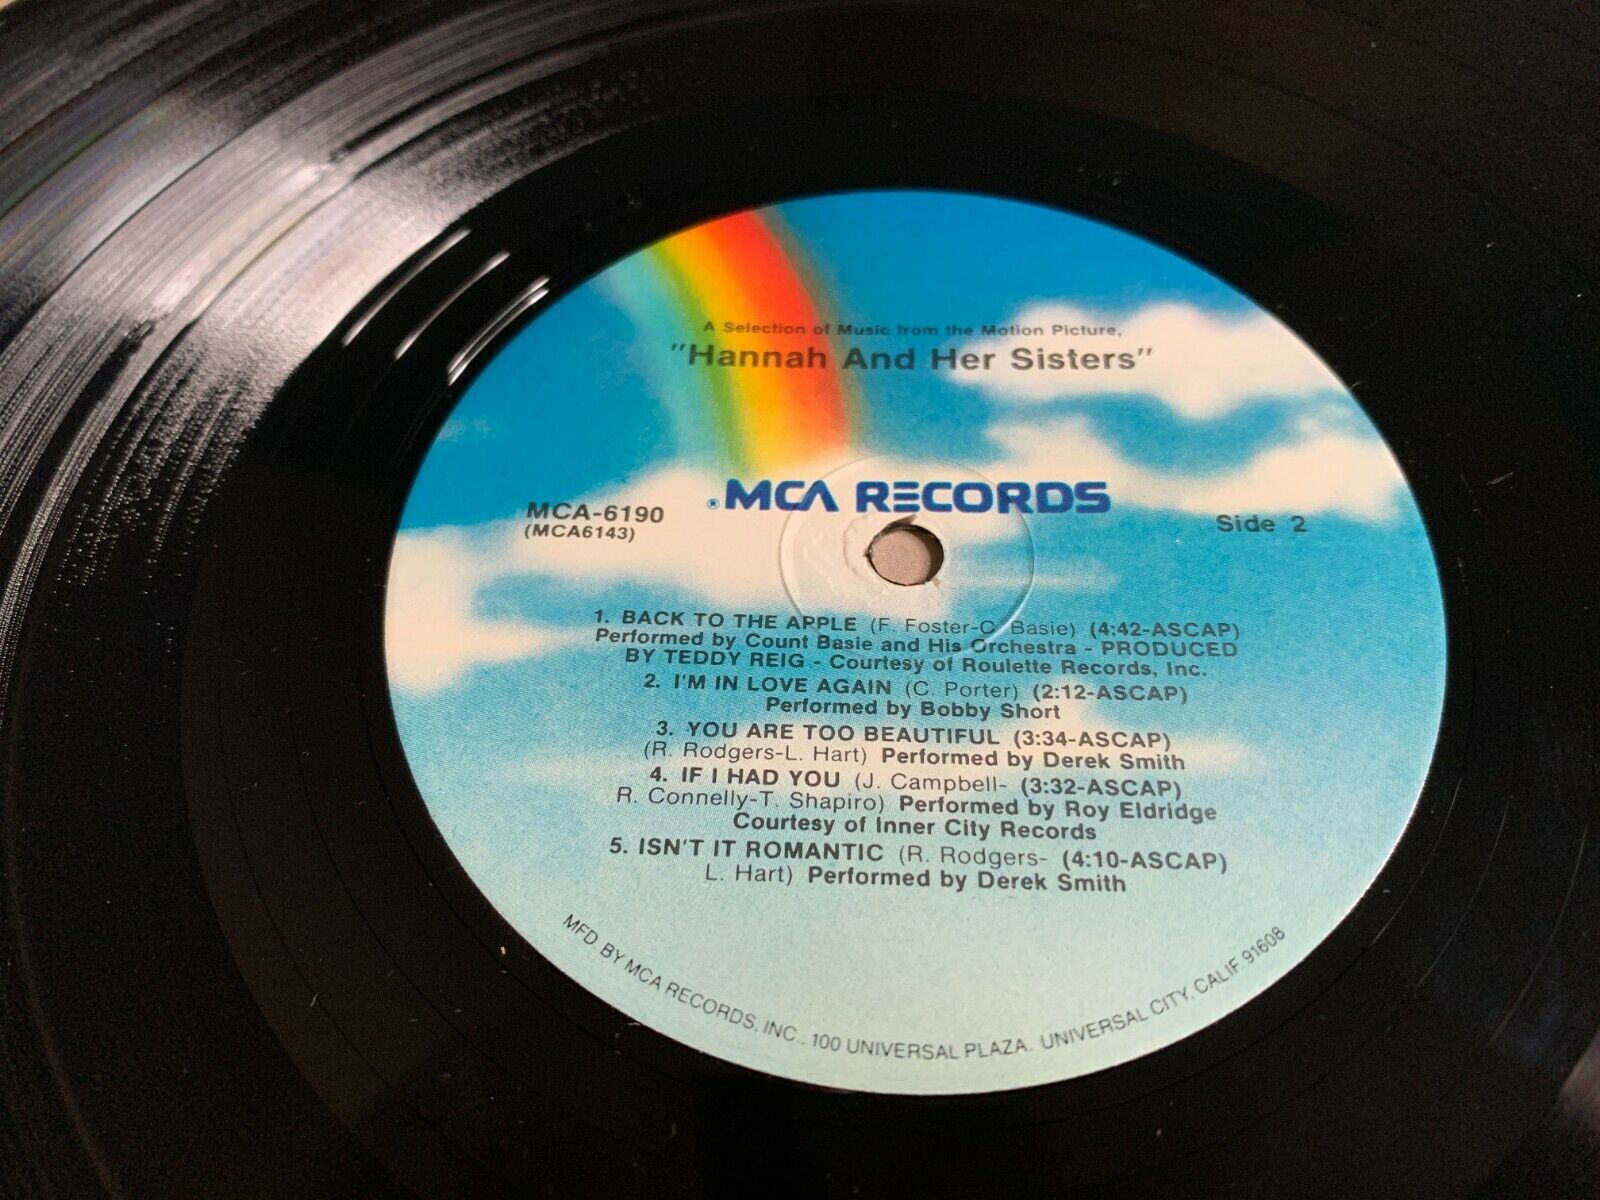 A Selection of Music from the Motion Picture,
"Hannah And Her Sisters"
MCA RECORDS®
MCA-6190
(MCA6143)
Side 2
1. BACK TO THE APPLE (F. Foster-C. Basie) (4:42-ASCAP)
Performed by Count Basie and His Orchestra - PRODUCED
BY TEDDY REIG - Courtesy of Roulette Records, Inc.
2. I'M IN LOVE AGAIN (C. Porter) (2:12-ASCAP)
Performed by Bobby Short
3. YOU ARE TOO BEAUTIFUL (3:34-ASCAP)
(R. Rodgers-L. Hart) Performed by Derek Smith
4. IF I HAD YOU (J. Campbell- (3:32-ASCAP)
R. Connelly-T. Shapiro) Performed by Roy Eldridge
Courtesy of Inner City Records
5. ISN'T IT ROMANTIC (R. Rodgers- (4:10-ASCAP)
L. Hart) Performed by Derek Smith
MFD. BY MCA RECORDS, INC., 100 UNIVERSAL PLAZA, UNIVERSAL CITY, CALIF. 91608